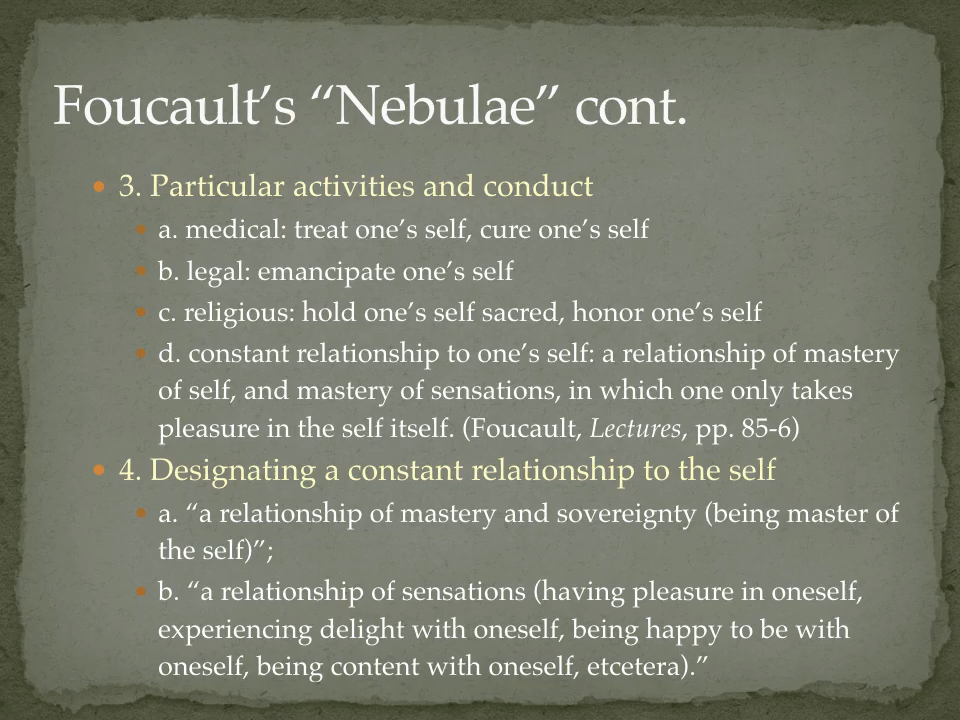 Foucault’s “Nebulae” cont.
3. Particular activities and conduct
a. medical: treat one’s self, cure one’s self
b. legal: emancipate one’s self
c. religious: hold one’s self sacred, honor one’s self
d. constant relationship to one’s self: a relationship of mastery
of self, and mastery of sensations, in which one only takes
pleasure in the self itself. (Foucault, Lectures, pp. 85-6)
4. Designating a constant relationship to the self
a. “a relationship of mastery and sovereignty (being master of
the self)”;
b. “a relationship of sensations (having pleasure in oneself,
experiencing delight with oneself, being happy to be with
oneself, being content with oneself, etcetera).”